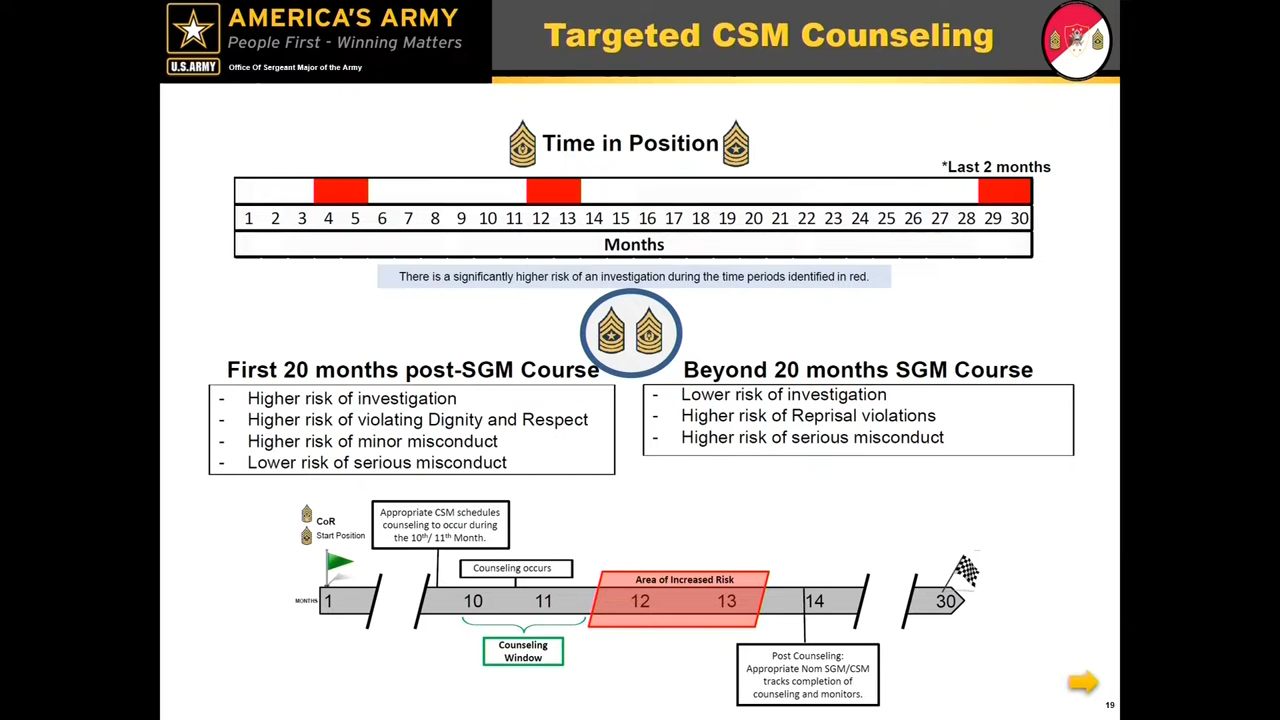 AMERICA'S ARMY
People First - Winning Matters
U.S.ARMY
Office Of Sergeant Major of the Army
Targeted CSM Counseling
Time in Position
*Last 2 months
1 2 3 4 5 6 7 8 9 10 11 12 13 14 15 16 17 18 19 20 21 22 23 24 25 26 27 28 29 30
Months
There is a significantly higher risk of an investigation during the time periods identified in red.
First 20 months post-SGM Course
- Higher risk of investigation
- Higher risk of violating Dignity and Respect
- Higher risk of minor misconduct
- Lower risk of serious misconduct
Beyond 20 months SGM Course
- Lower risk of investigation
- Higher risk of Reprisal violations
- Higher risk of serious misconduct
CoR
Start Position
Appropriate CSM schedules
counseling to occur during
the 10th/ 11th Month.
Counseling occurs
Area of Increased Risk
MONTHS 1 10 11 12 13 14 30
Counseling
Window
Post Counseling:
Appropriate Nom SGM/CSM
tracks completion of
counseling and monitors.
19